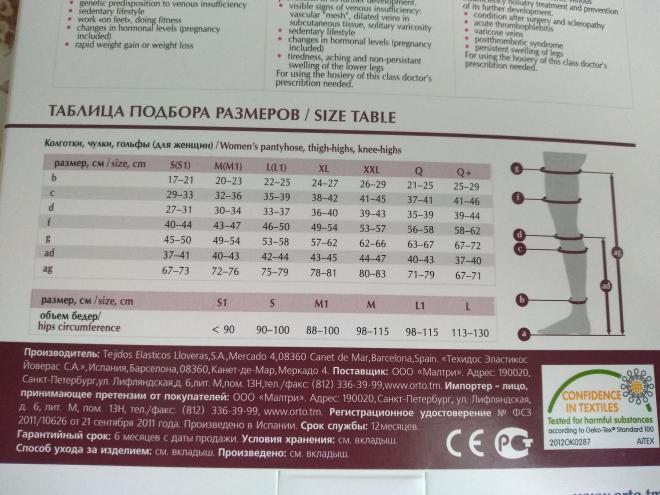 genetic predisposition to venous insufficiency
• sedentary lifestyle
• work «on feet», doing fitness
• changes in hormonal levels (pregnancy
included)
• rapid weight gain or weight loss
• visible signs of venous insufficiency:
vascular "mesh", dilated veins in
subcutaneous tissue, solitary varicosity
• sedentary lifestyle
• changes in hormonal levels (pregnancy
included)
• tiredness, aching and non-persistant
swelling of the lower legs
For using the hosiery of this class doctor's
prescribtion needed.
of its further development.
• condition after surgery and scleropathy
• acute thrombophlebitis
• varicose veins
• postthrombotic syndrome
• persistent swelling of legs
For using the hosiery of this class doctor's
prescribtion needed.
ТАБЛИЦА ПОДБОРА РАЗМЕРОВ / SIZE TABLE
Колготки, чулки, гольфы (для женщин) / Women's pantyhose, thigh-highs, knee-highs
размер, см / size, cm S(S1) M(M1) L(L1) XL XXL Q Q+
b 17–21 20–23 22–25 24–27 26–29 21–25 25–29
c 29–33 32–36 35–39 38–42 41–45 37–41 41–46
d 27–31 30–34 33–37 36–40 39–43 35–39 39–44
f 40–44 43–47 46–50 49–54 53–57 56–58 58–62
g 45–50 49–54 53–58 57–62 62–66 63–67 67–72
ad 37–41 40–43 42–44 43–45 44–47 40–43 37–40
ag 67–73 72–76 75–79 78–81 80–83 71–79 67–71
размер, см / size, cm S1 S M1 M L1 L
объем бедер/
hips circumference < 90 90–100 88–100 98–115 98–115 113–130
g
f
d
c
b
a
ad
ag
Производитель: Tejidos Elasticos Lloveras,S.A,Mercado 4,08360 Canet de Mar,Barcelona,Spain. «Техидос Эластикос
Йоверас С.А»,Испания,Барселона,08360,Канет-де-Мар,Меркадо 4. Поставщик: ООО «Малтри». Адрес: 190020,
Санкт-Петербург,ул. Лифляндская,д. 6,лит. М,пом. 13Н,тел./факс: (812) 336-39-99,www.orto.tm. Импортер – лицо,
принимающее претензии от покупателей: ООО «Малтри». Адрес: 190020,Санкт-Петербург, ул. Лифляндская,
д. 6, лит. М, пом. 13Н, тел./факс: (812) 336-39-99, www.orto.tm. Регистрационное удостоверение № ФСЗ
2011/10626 от 21 сентября 2011 года. Произведено в Испании. Срок службы: 12месяцев.
Гарантийный срок: 6 месяцев с даты продажи. Условия хранения: см. вкладыш.
Способ ухода за изделием: см. вкладыш. Произведено: см. вкладыш.
CE РСТ
CONFIDENCE
IN TEXTILES
Tested for harmful substances
according to Oeko-Tex® Standard 100
2012OK0287 AITEX